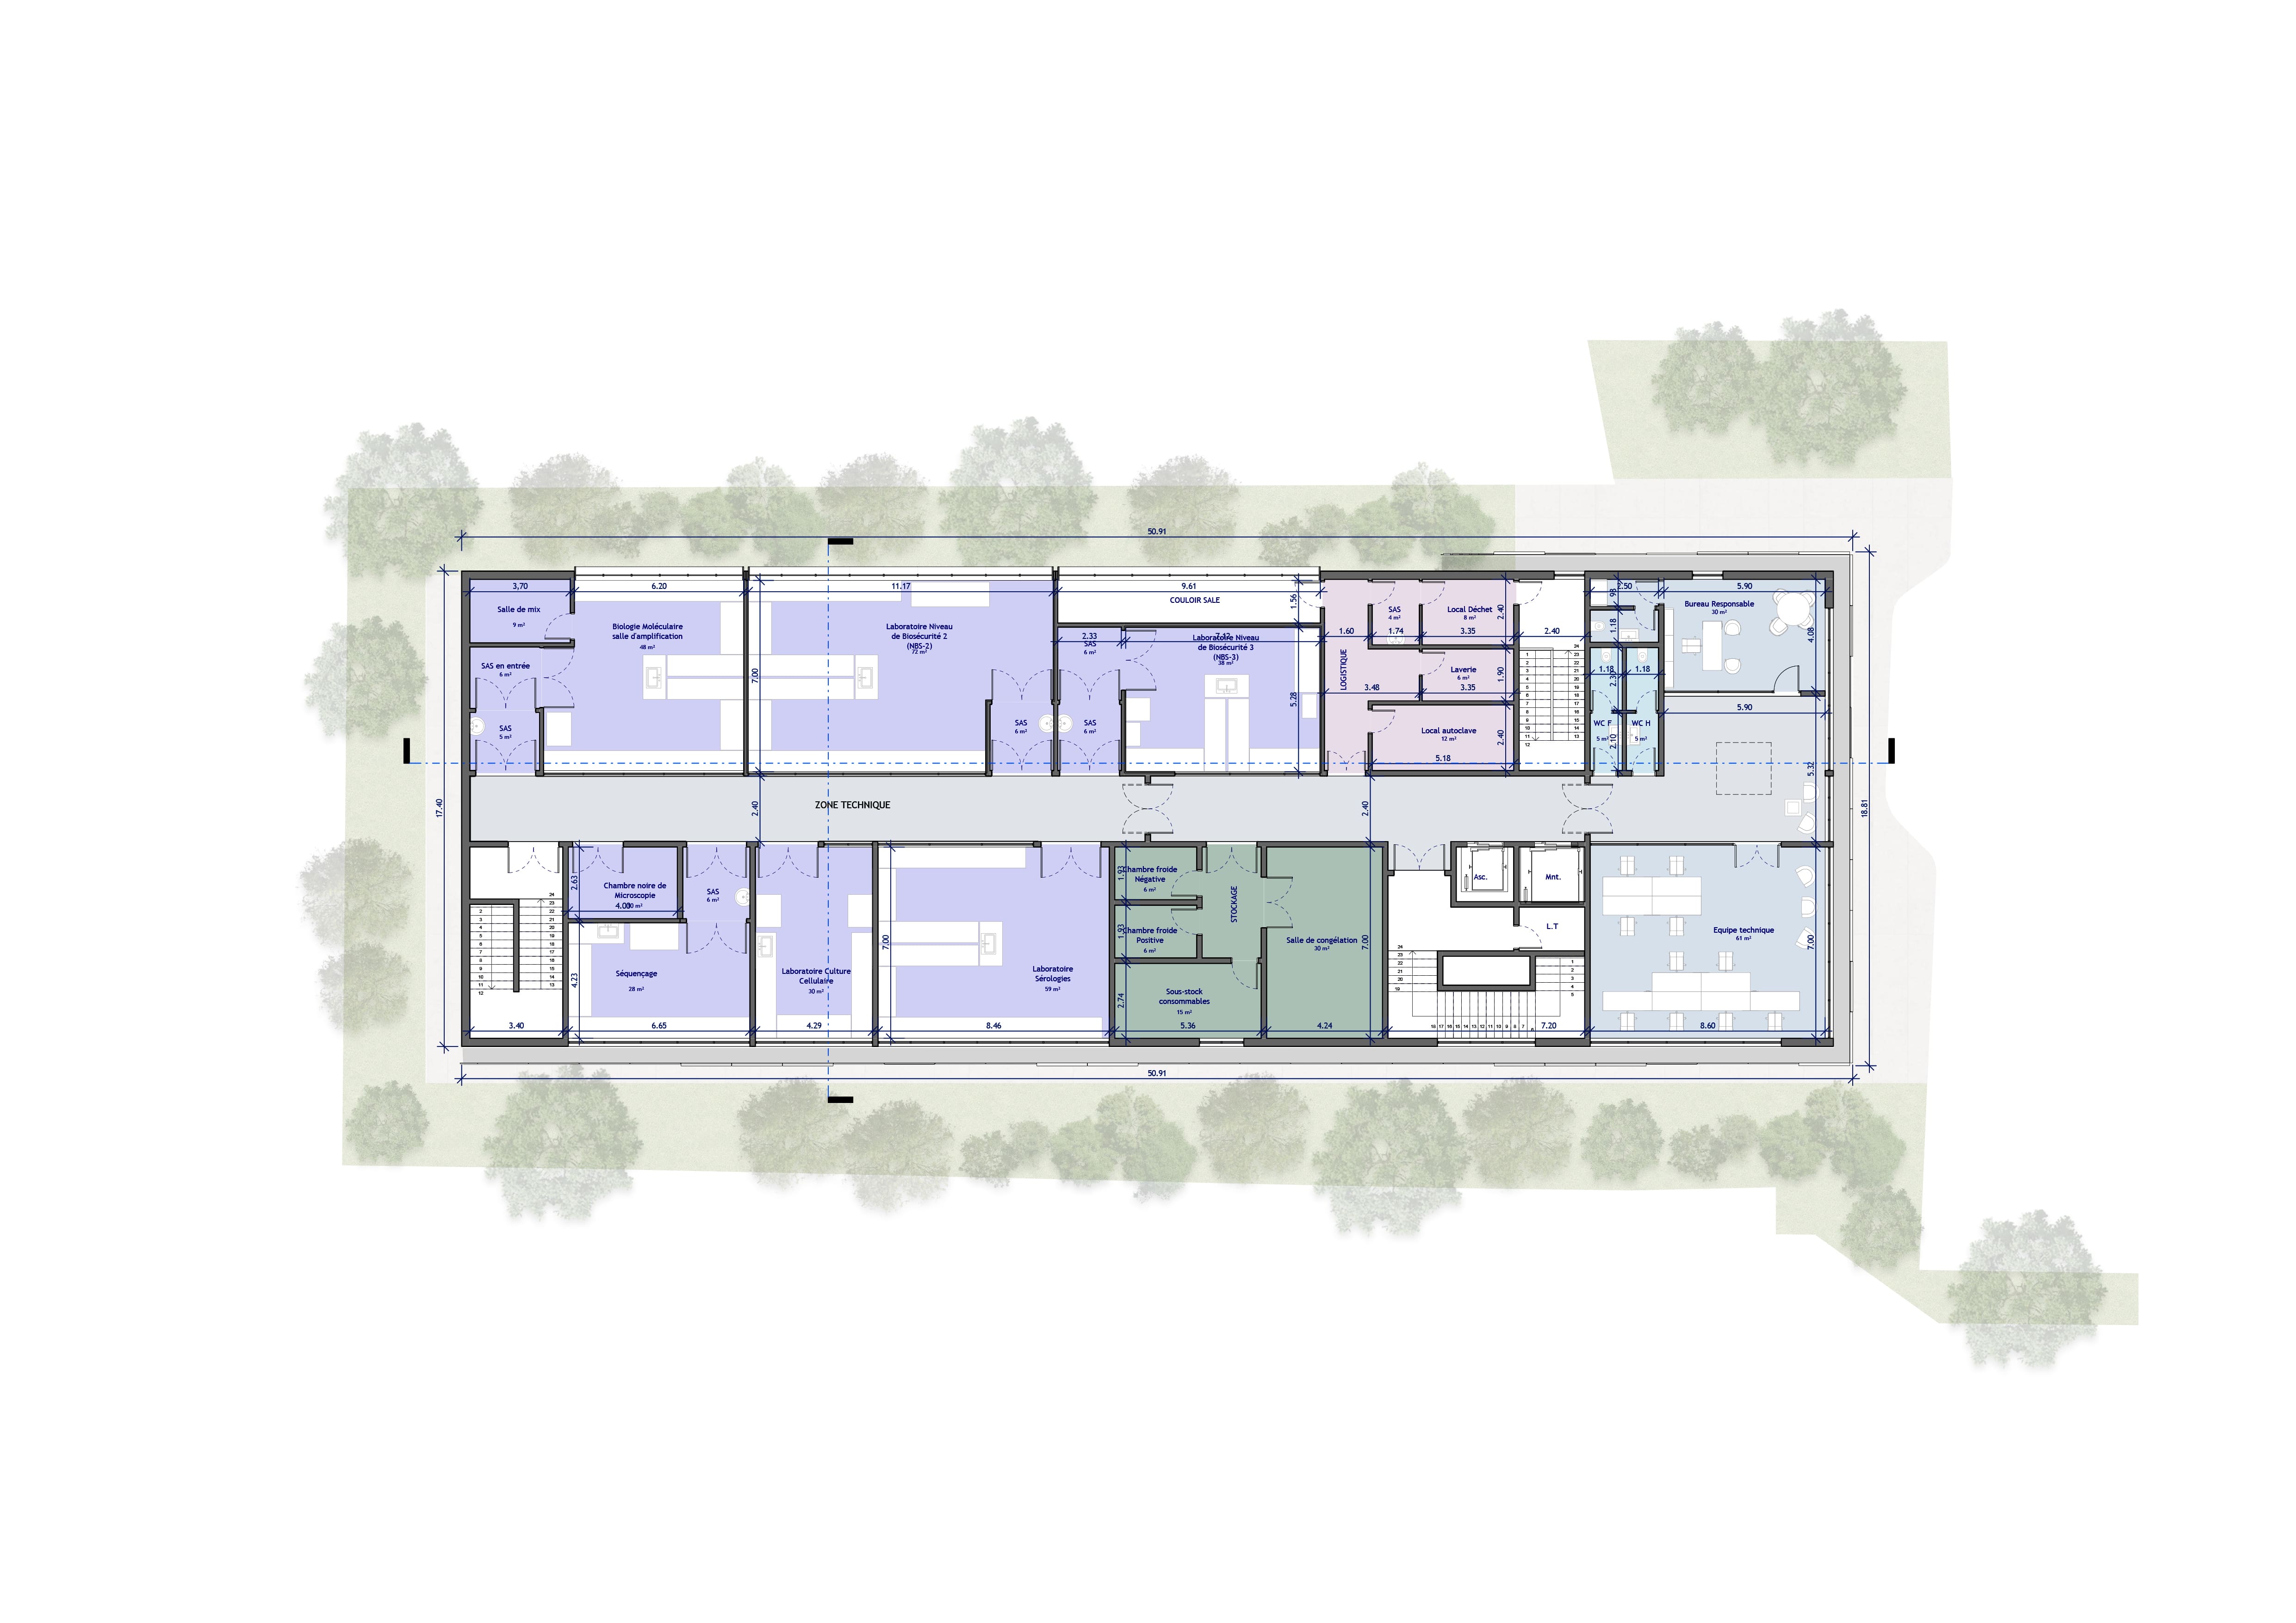 50.91
3.70
6.20
11.17
9.61
2.50
5.90
COULOIR SALE
1.56
Salle de mix
9 m²
Biologie Moléculaire
salle d'amplification
48 m²
Laboratoire Niveau
de Biosécurité 2
(NBS-2)
72 m²
2.33
SAS
6 m²
7.12
Laboratoire Niveau
de Biosécurité 3
(NBS-3)
38 m²
SAS
4 m²
Local Déchet
8 m²
2.40
1.60
1.74
3.35
2.40
1.18
Bureau Responsable
30 m²
4.08
SAS en entrée
6 m²
7.00
5.28
LOGISTIQUE
Laverie
6 m²
1.90
3.48
3.35
1.18
1.18
2.30
5.90
SAS
5 m²
SAS
6 m²
SAS
6 m²
Local autoclave
12 m²
2.40
5.18
WC F
5 m²
WC H
5 m²
2.10
5.32
17.40
18.81
ZONE TECHNIQUE
2.40
2.40
2.63
Chambre noire de
Microscopie
4.00
SAS
6 m²
Chambre froide
Négative
6 m²
1.93
STOCKAGE
Asc.
Mnt.
Chambre froide
Positive
6 m²
1.93
Salle de congélation
30 m²
7.00
L.T
Equipe technique
61 m²
7.00
4.23
Séquençage
28 m²
Laboratoire Culture
Cellulaire
30 m²
7.00
Laboratoire
Sérologies
59 m²
2.74
Sous-stock
consommables
15 m²
3.40
6.65
4.29
8.46
5.36
4.24
7.20
8.60
50.91